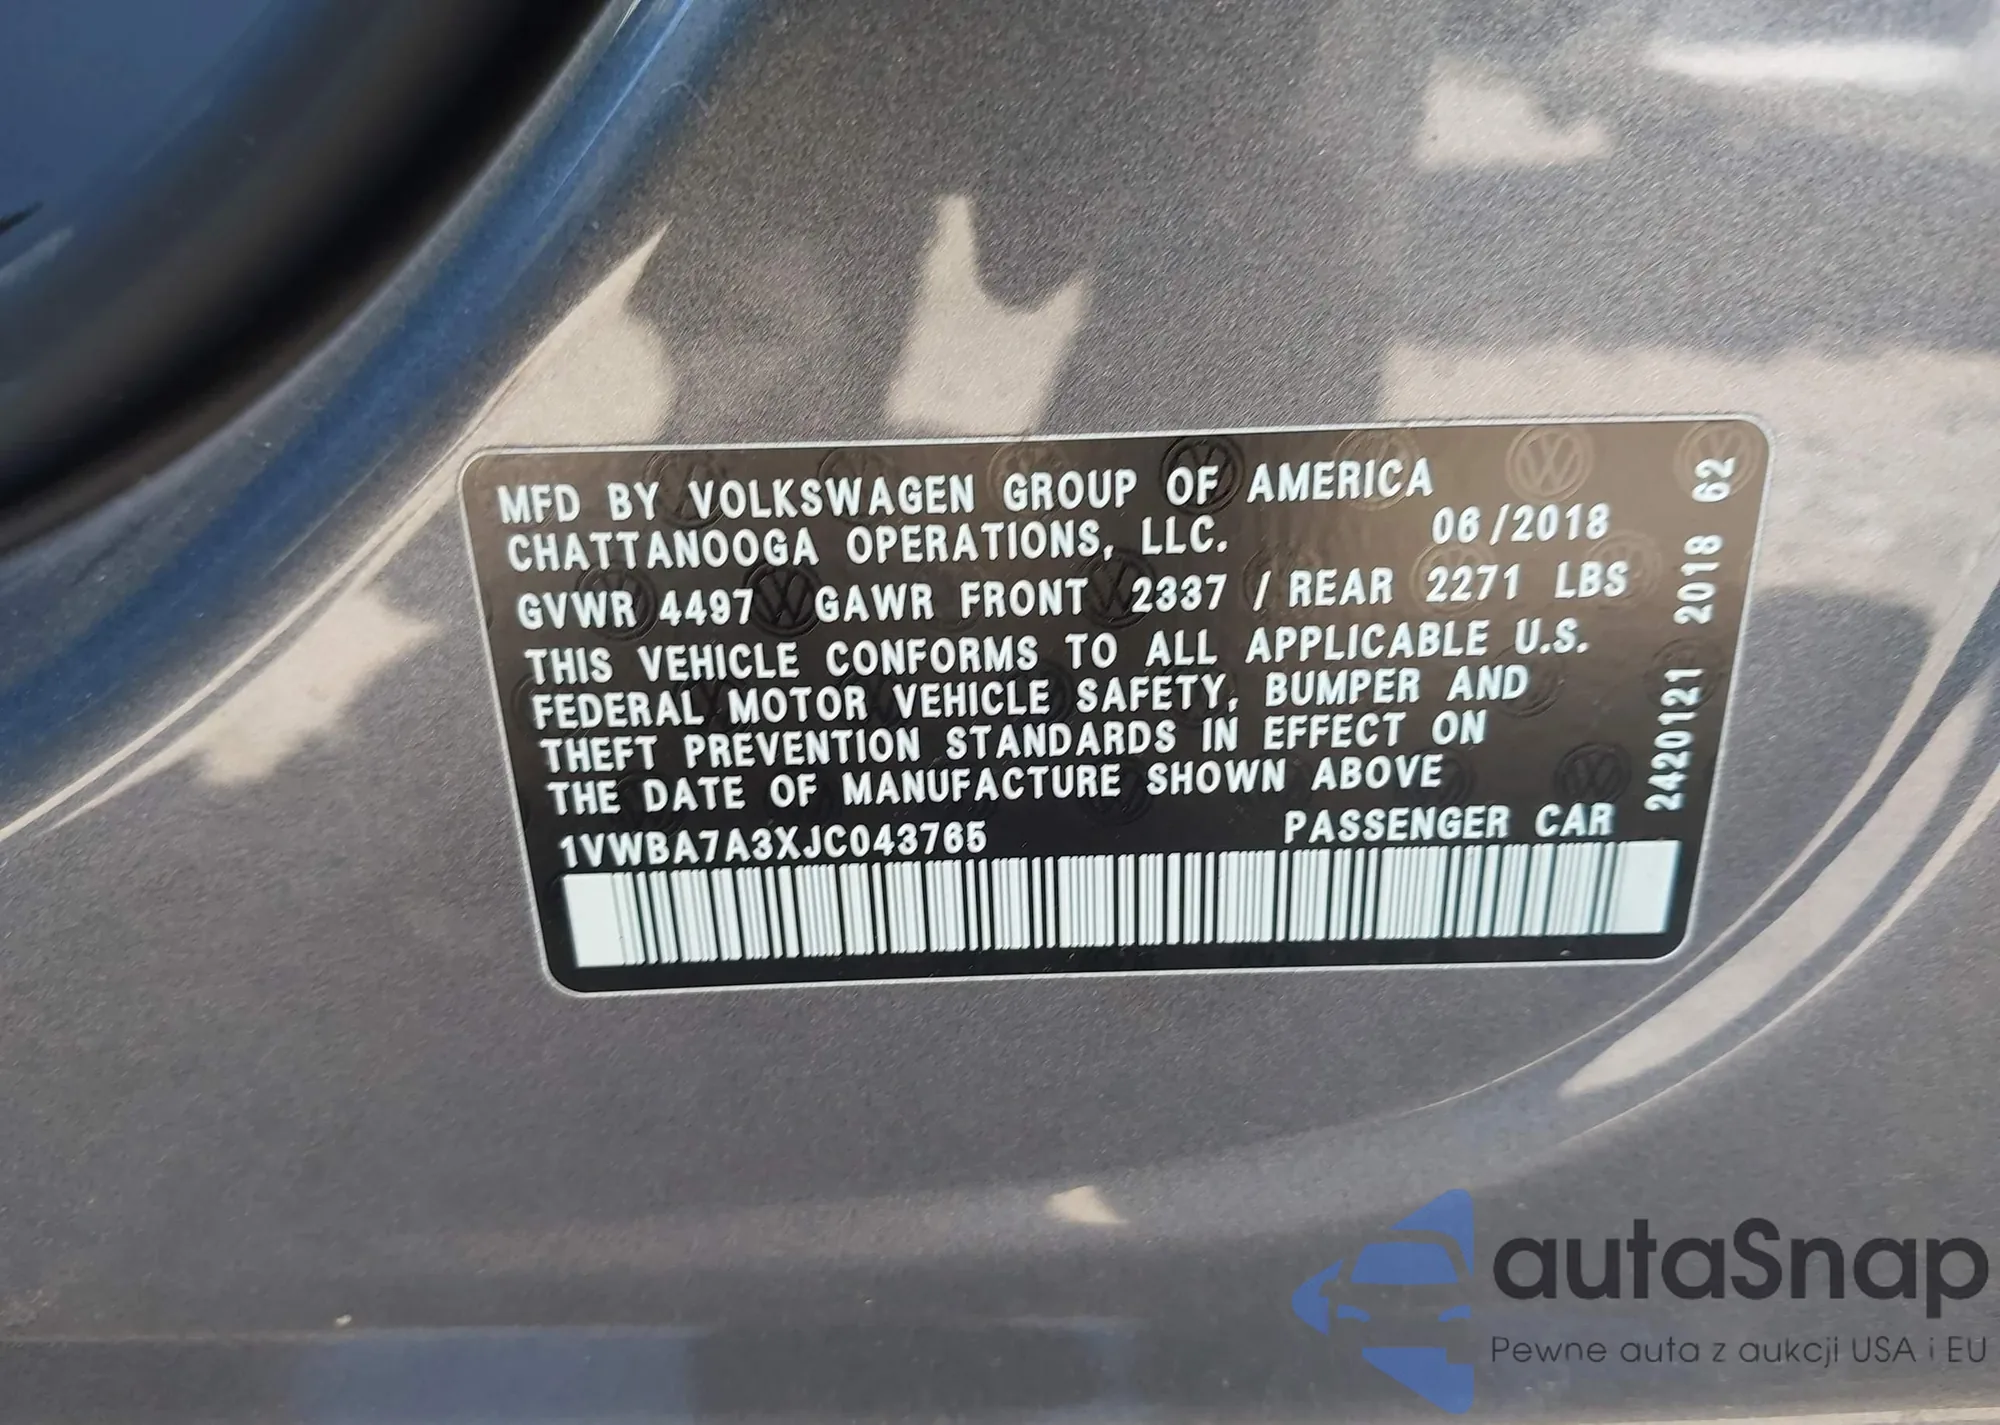 MFD BY VOLKSWAGEN GROUP OF AMERICA
CHATTANOOGA OPERATIONS, LLC. 06/2018
GVWR 4497 GAWR FRONT 2337 / REAR 2271 LBS
THIS VEHICLE CONFORMS TO ALL APPLICABLE U.S.
FEDERAL MOTOR VEHICLE SAFETY, BUMPER AND
THEFT PREVENTION STANDARDS IN EFFECT ON
THE DATE OF MANUFACTURE SHOWN ABOVE
1VWBA7A3XJC043765 PASSENGER CAR
2420121 2018 62
autaSnap
Pewne auta z aukcji USA i EU